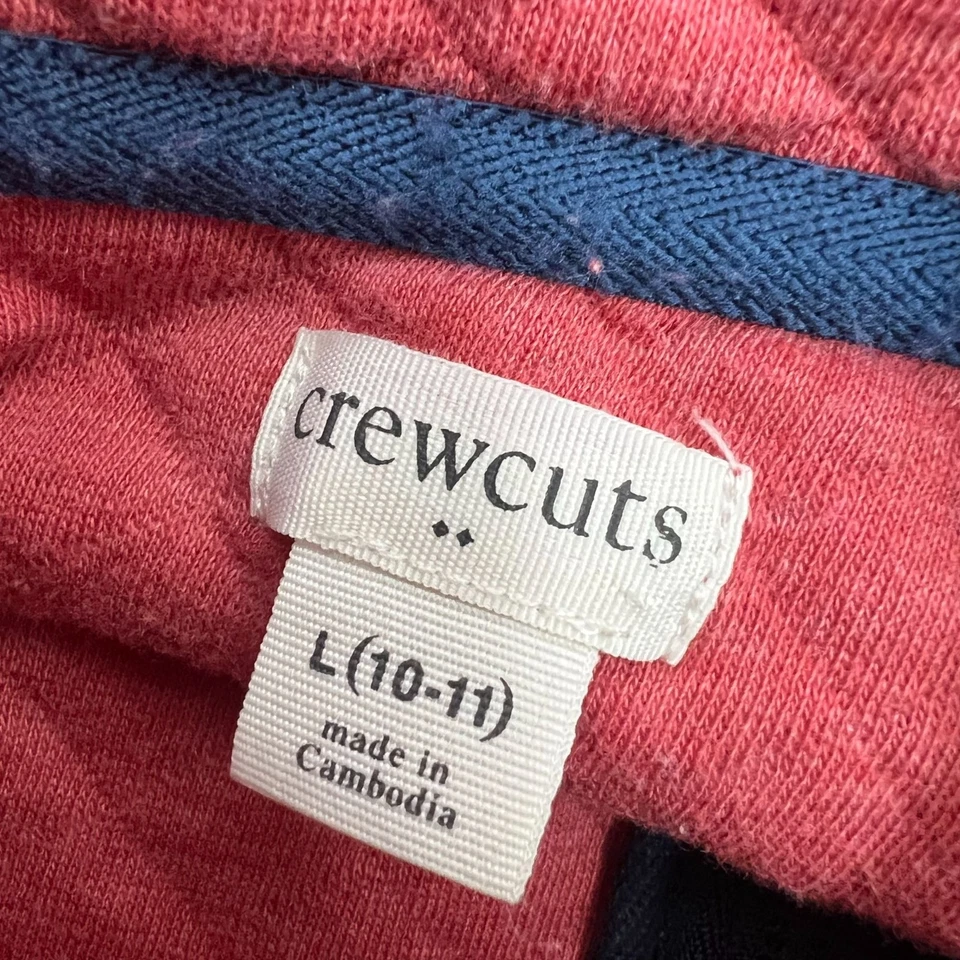 crewcuts
L(10-11)
made in
Cambodia